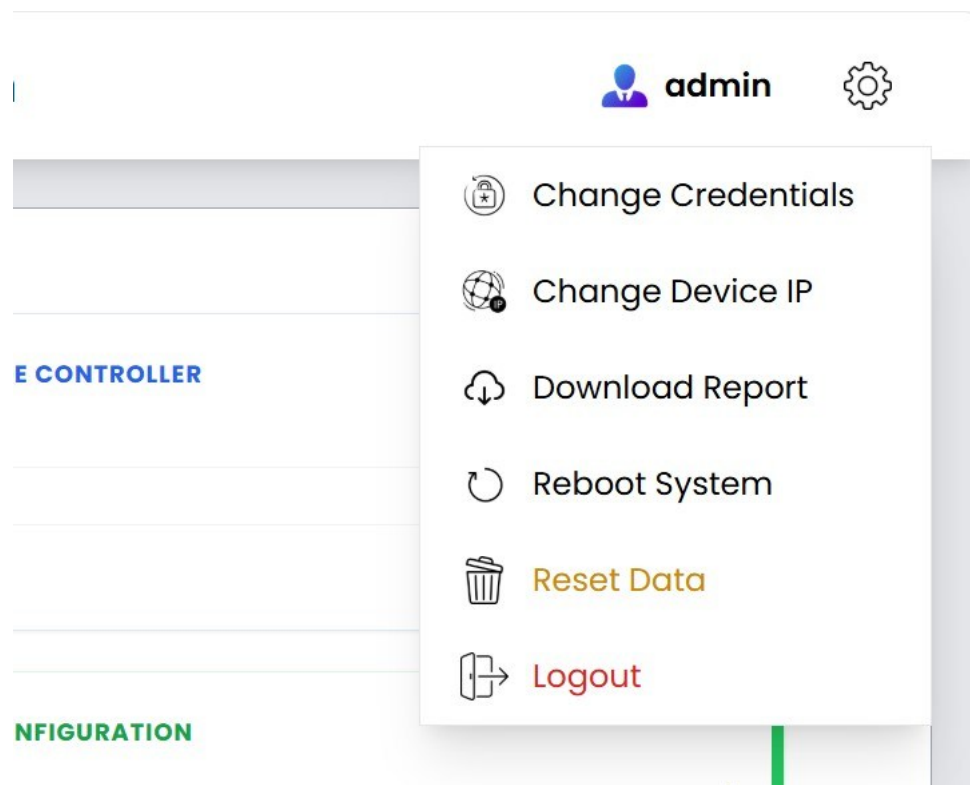 admin
Change Credentials
Change Device IP
Download Report
E CONTROLLER
Reboot System
Reset Data
Logout
NFIGURATION